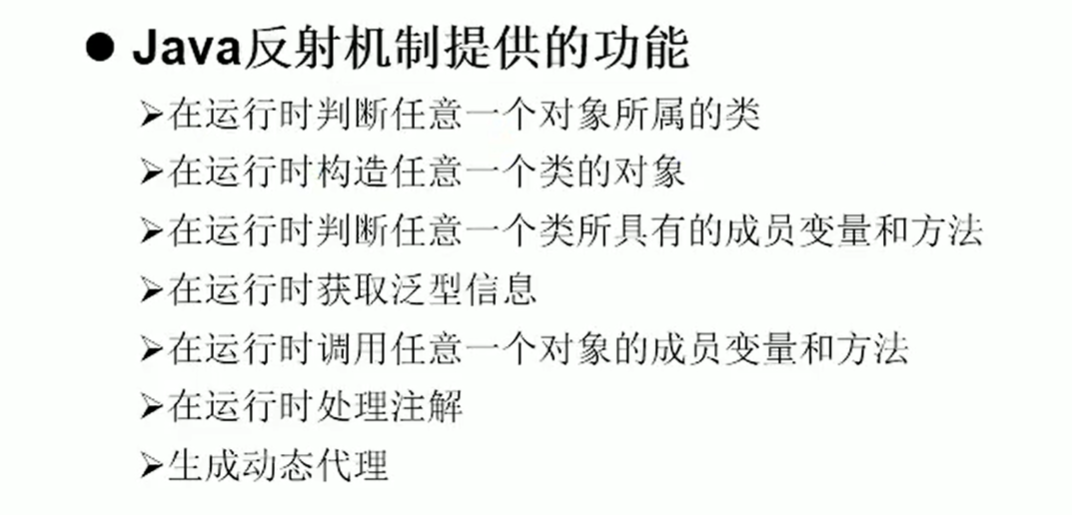 ● Java反射机制提供的功能
➢在运行时判断任意一个对象所属的类
➢在运行时构造任意一个类的对象
➢在运行时判断任意一个类所具有的成员变量和方法
➢在运行时获取泛型信息
➢在运行时调用任意一个对象的成员变量和方法
➢在运行时处理注解
➢生成动态代理